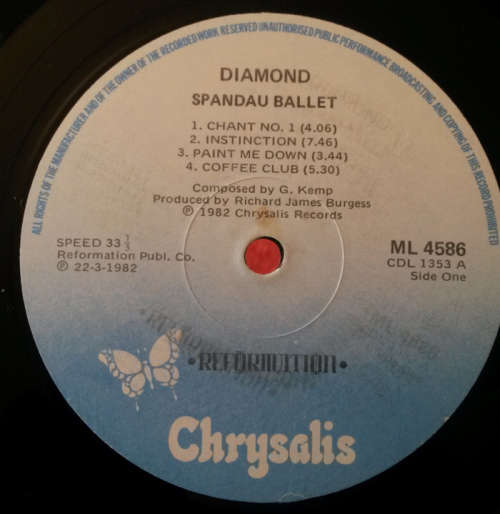 ALL RIGHTS OF THE MANUFACTURER AND OF THE OWNER OF THE RECORDED WORK RESERVED UNAUTHORISED PUBLIC PERFORMANCE BROADCASTING AND COPYING OF THIS RECORD PROHIBITED
DIAMOND
SPANDAU BALLET
1. CHANT NO. 1 (4.06)
2. INSTINCTION (7.46)
3. PAINT ME DOWN (3.44)
4. COFFEE CLUB (5.30)
Composed by G. Kemp
Produced by Richard James Burgess
℗ 1982 Chrysalis Records
SPEED 33 ⅓
Reformation Publ. Co.
℗ 22-3-1982
ML 4586
CDL 1353 A
Side One
•REFORMATION•
Chrysalis